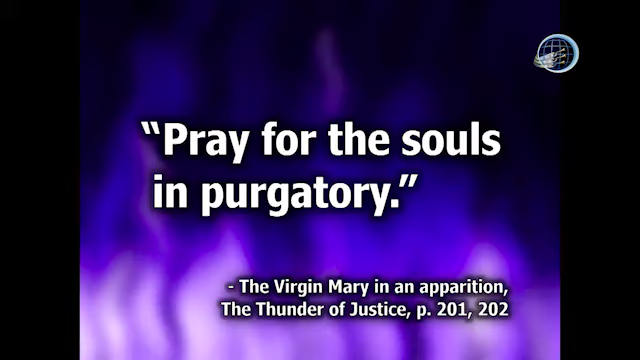 “Pray for the souls
in purgatory.”
- The Virgin Mary in an apparition,
The Thunder of Justice, p. 201, 202